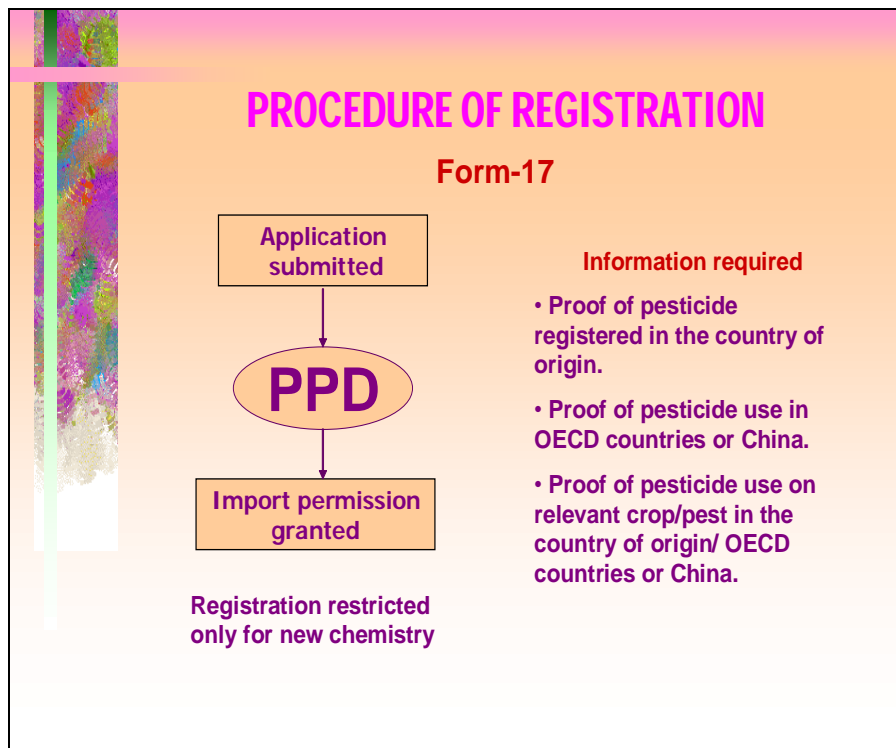 PROCEDURE OF REGISTRATION
Form-17
Application
submitted
PPD
Import permission
granted
Registration restricted
only for new chemistry
Information required
• Proof of pesticide
registered in the country of
origin.
• Proof of pesticide use in
OECD countries or China.
• Proof of pesticide use on
relevant crop/pest in the
country of origin/ OECD
countries or China.